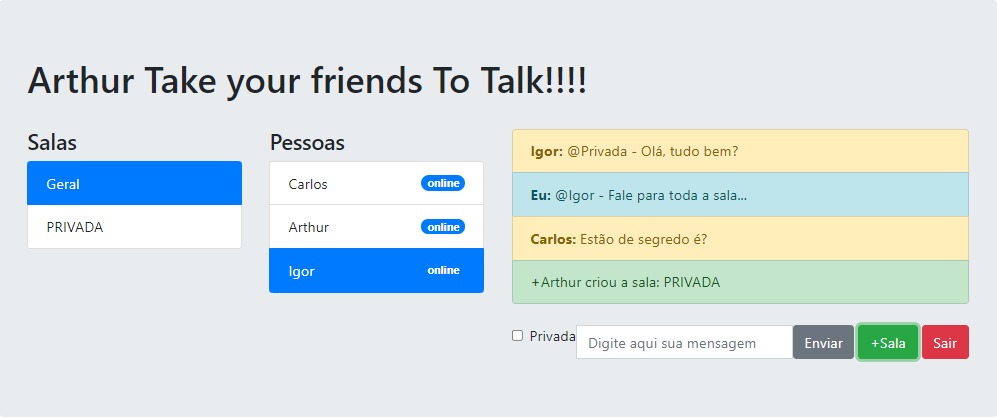 Arthur Take your friends To Talk!!!!
Salas
Geral
PRIVADA
Pessoas
Carlos online
Arthur online
Igor online
Igor: @Privada - Olá, tudo bem?
Eu: @Igor - Fale para toda a sala...
Carlos: Estão de segredo é?
+Arthur criou a sala: PRIVADA
Privada Digite aqui sua mensagem Enviar +Sala Sair